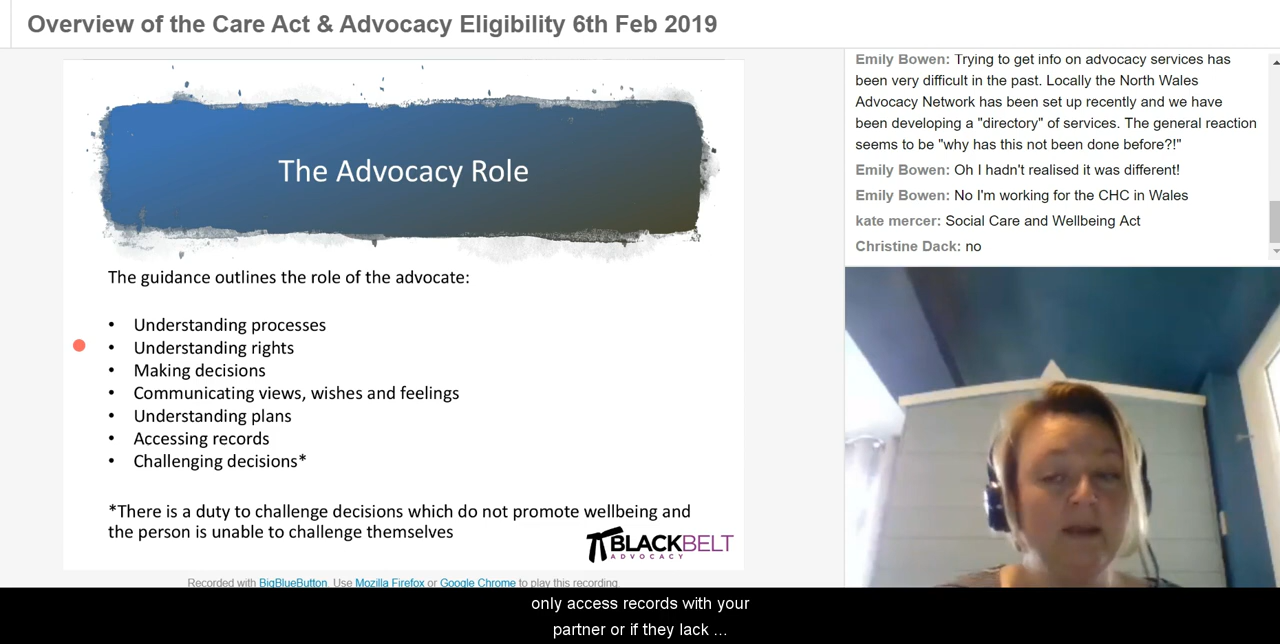 Overview of the Care Act & Advocacy Eligibility 6th Feb 2019
The Advocacy Role
The guidance outlines the role of the advocate:
• Understanding processes
• Understanding rights
• Making decisions
• Communicating views, wishes and feelings
• Understanding plans
• Accessing records
• Challenging decisions*
*There is a duty to challenge decisions which do not promote wellbeing and
the person is unable to challenge themselves
BLACKBELT
ADVOCACY
Recorded with BigBlueButton. Use Mozilla Firefox or Google Chrome to play this recording.
Emily Bowen: Trying to get info on advocacy services has
been very difficult in the past. Locally the North Wales
Advocacy Network has been set up recently and we have
been developing a "directory" of services. The general reaction
seems to be "why has this not been done before?!"
Emily Bowen: Oh I hadn't realised it was different!
Emily Bowen: No I'm working for the CHC in Wales
kate mercer: Social Care and Wellbeing Act
Christine Dack: no
only access records with your
partner or if they lack ...